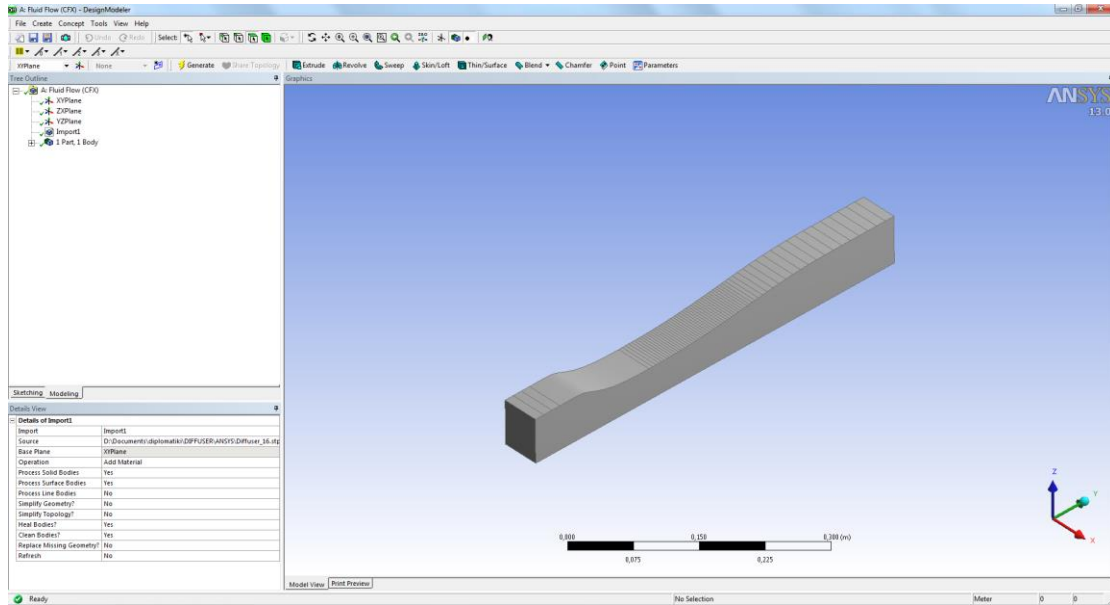 A: Fluid Flow (CFX) - DesignModeler
File Create Concept Tools View Help
Undo Redo Select:
XYPlane None Generate Share Topology Extrude Revolve Sweep Skin/Loft Thin/Surface Blend Chamfer Point Parameters
Tree Outline
A: Fluid Flow (CFX)
XYPlane
ZXPlane
YZPlane
Import1
1 Part, 1 Body
Sketching Modeling
Details View
Details of Import1
Import Import1
Source D:\Documents\diplomatiki\DIFFUSER\ANSYS\Diffuser_16.stp
Base Plane XYPlane
Operation Add Material
Process Solid Bodies Yes
Process Surface Bodies Yes
Process Line Bodies No
Simplify Geometry? No
Simplify Topology? No
Heal Bodies? Yes
Clean Bodies? Yes
Replace Missing Geometry? No
Refresh No
Graphics
ANSYS
13.0
Z
Y
X
0,000 0,150 0,300 (m)
0,075 0,225
Model View Print Preview
Ready No Selection Meter 0 0